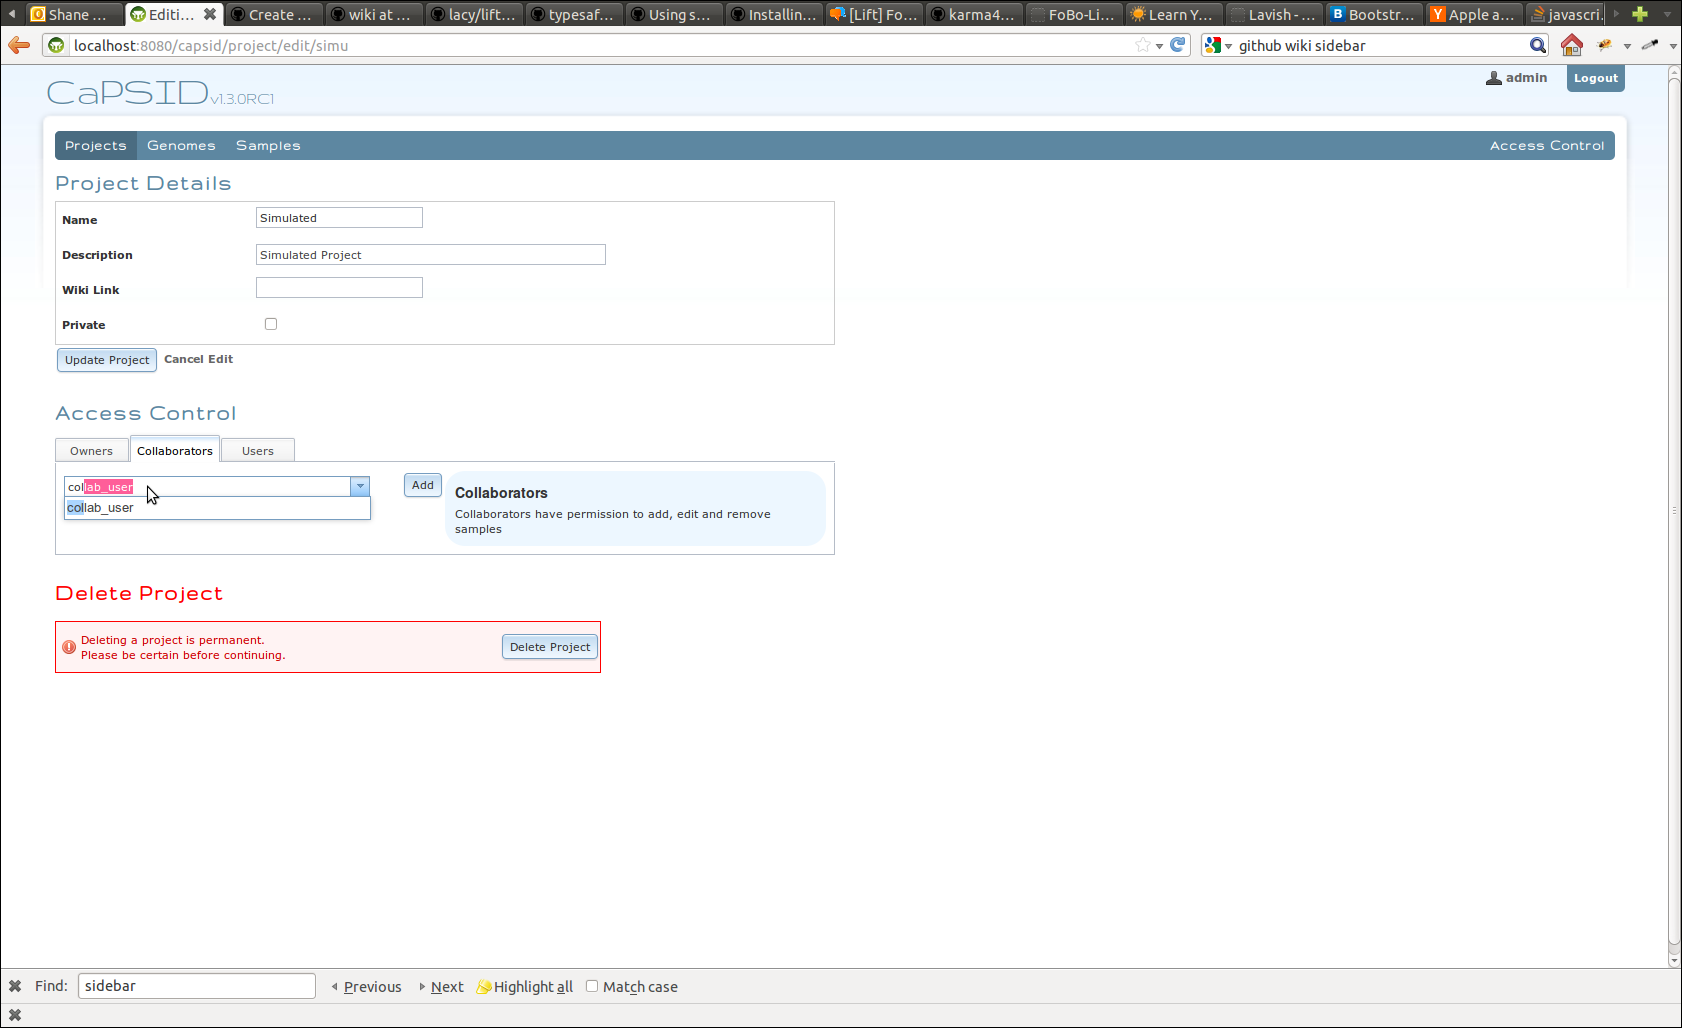 Shane ...
Editi...
Create ...
wiki at ...
lacy/lift...
typesaf...
Using s...
Installin...
[Lift] Fo...
karma4...
FoBo-Li...
Learn Y...
Lavish - ...
Bootstr...
Apple a...
javascri.
localhost:8080/capsid/project/edit/simu
github wiki sidebar
CaPSID v1.3.0RC1
admin
Logout
Projects Genomes Samples Access Control
Project Details
Name Simulated
Description Simulated Project
Wiki Link
Private
Update Project Cancel Edit
Access Control
Owners Collaborators Users
collab_user
collab_user
Add
Collaborators
Collaborators have permission to add, edit and remove
samples
Delete Project
Deleting a project is permanent.
Please be certain before continuing.
Delete Project
Find: sidebar Previous Next Highlight all Match case